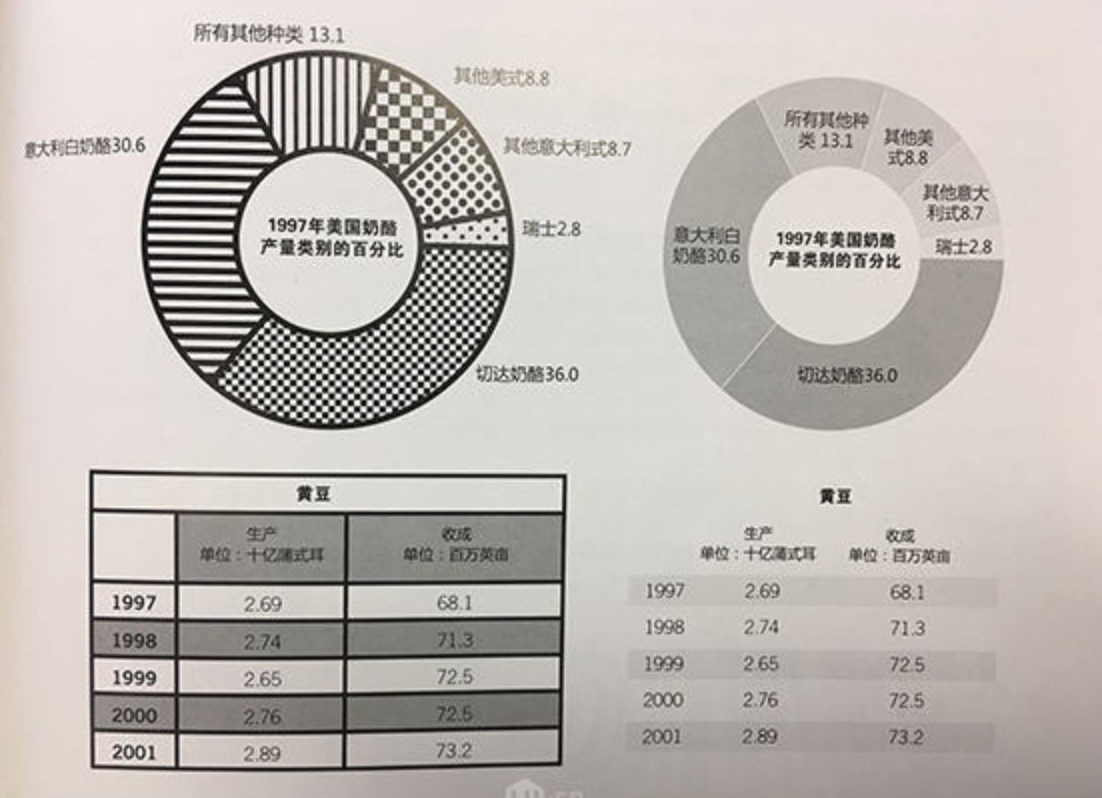 所有其他种类 13.1
其他美式8.8
意大利白奶酪30.6
其他意大利式8.7
1997年美国奶酪
产量类别的百分比
瑞士2.8
切达奶酪36.0
所有其他种
类 13.1
其他美
式8.8
其他意大
利式8.7
意大利白
奶酪30.6
1997年美国奶酪
产量类别的百分比
瑞士2.8
切达奶酪36.0
黄豆
生产 收成
单位：十亿蒲式耳 单位：百万英亩
1997 2.69 68.1
1998 2.74 71.3
1999 2.65 72.5
2000 2.76 72.5
2001 2.89 73.2
黄豆
生产 收成
单位：十亿蒲式耳 单位：百万英亩
1997 2.69 68.1
1998 2.74 71.3
1999 2.65 72.5
2000 2.76 72.5
2001 2.89 73.2